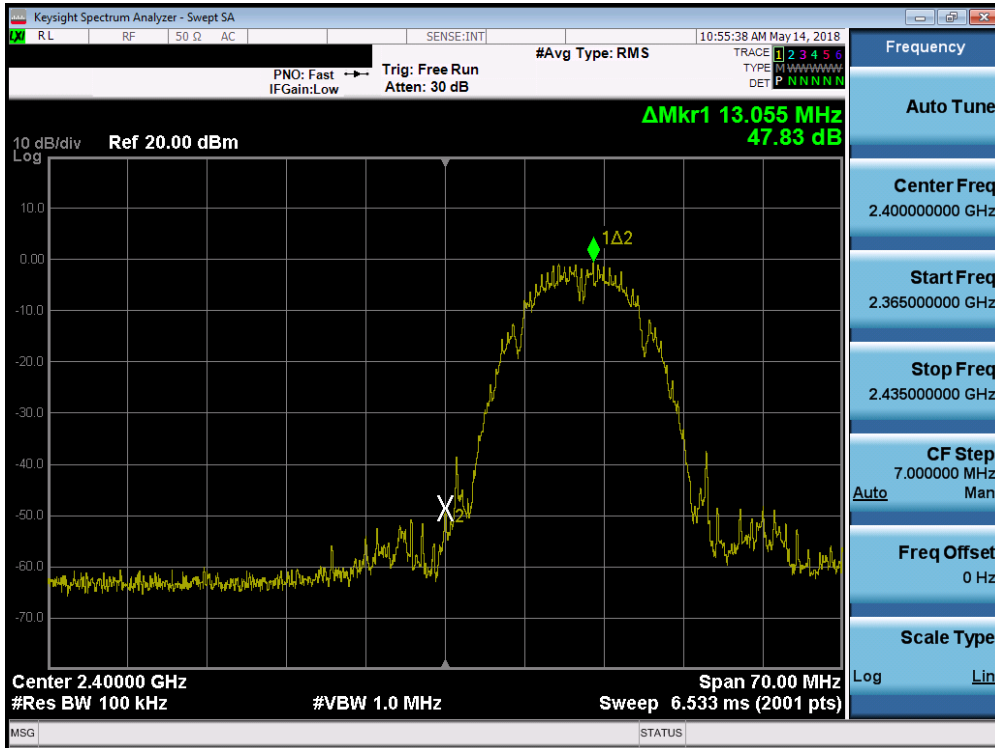 Keysight Spectrum Analyzer - Swept SA
LXI RL RF 50 Ω AC SENSE:INT 10:55:38 AM May 14, 2018
#Avg Type: RMS
TRACE 1 2 3 4 5 6
PNO: Fast Trig: Free Run
TYPE M W W W W W
IFGain:Low Atten: 30 dB
DET P N N N N N
ΔMkr1 13.055 MHz
47.83 dB
10 dB/div Ref 20.00 dBm
Log
10.0
1Δ2
0.00
-10.0
-20.0
-30.0
-40.0
-50.0
X2
-60.0
-70.0
Center 2.40000 GHz Span 70.00 MHz
#Res BW 100 kHz #VBW 1.0 MHz Sweep 6.533 ms (2001 pts)
MSG STATUS
Frequency
Auto Tune
Center Freq
2.400000000 GHz
Start Freq
2.365000000 GHz
Stop Freq
2.435000000 GHz
CF Step
7.000000 MHz
Auto Man
Freq Offset
0 Hz
Scale Type
Log Lin